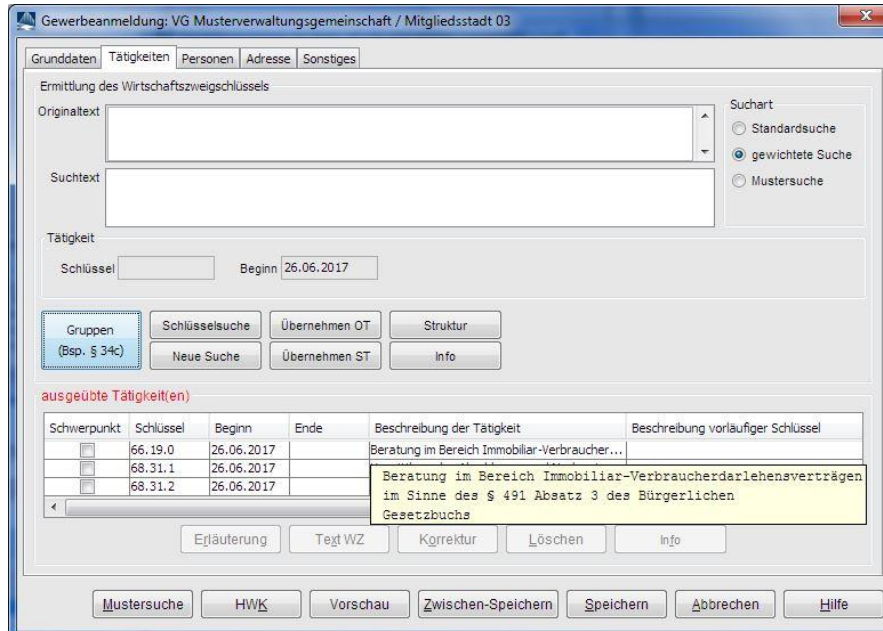 Gewerbeanmeldung: VG Musterverwaltungsgemeinschaft / Mitgliedsstadt 03
Grunddaten Tätigkeiten Personen Adresse Sonstiges
Ermittlung des Wirtschaftszweigschlüssels
Originaltext
Suchart
Standardsuche
gewichtete Suche
Mustersuche
Suchtext
Tätigkeit
Schlüssel Beginn 26.06.2017
Gruppen
(Bsp. § 34c)
Schlüsselsuche Übernehmen OT Struktur
Neue Suche Übernehmen ST Info
ausgeübte Tätigkeit(en)
Schwerpunkt Schlüssel Beginn Ende Beschreibung der Tätigkeit Beschreibung vorläufiger Schlüssel
66.19.0 26.06.2017 Beratung im Bereich Immobiliar-Verbraucher...
68.31.1 26.06.2017
68.31.2 26.06.2017
Beratung im Bereich Immobiliar-Verbraucherdarlehensverträgen
im Sinne des § 491 Absatz 3 des Bürgerlichen
Gesetzbuchs
Erläuterung Text WZ Korrektur Löschen Info
Mustersuche HWK Vorschau Zwischen-Speichern Speichern Abbrechen Hilfe